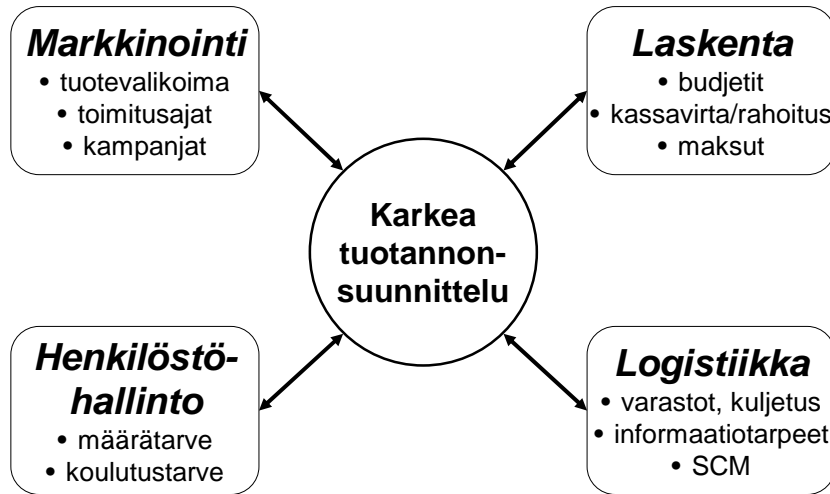 Markkinointi
• tuotevalikoima
• toimitusajat
• kampanjat
Laskenta
• budjetit
• kassavirta/rahoitus
• maksut
Karkea
tuotannon-
suunnittelu
Henkilöstö-
hallinto
• määrätarve
• koulutustarve
Logistiikka
• varastot, kuljetus
• informaatiotarpeet
• SCM